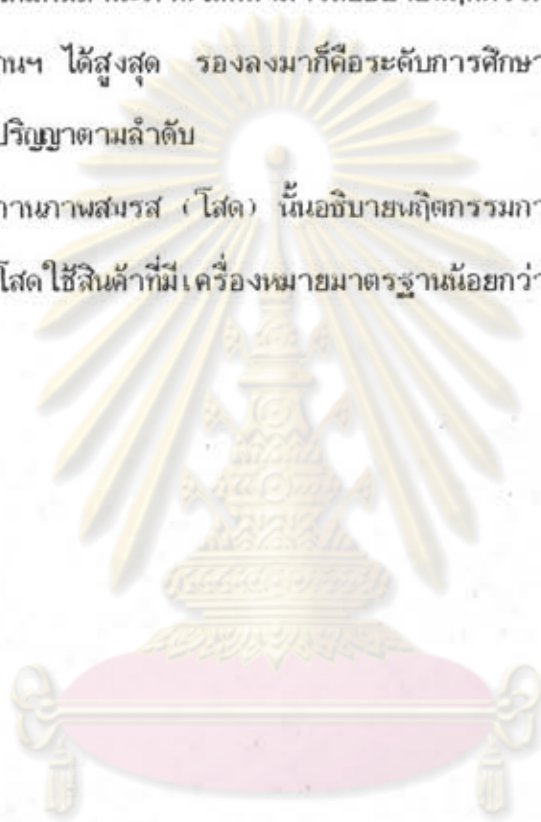 านฯ ได้สูงสุด รองลงมาก็คือระดับการศึกษา
ปริญญาตามลำดับ
านภาพสมรส (โสด) นั้นอธิบายพฤติกรรมกา
โสดใช้สินค้าที่มีเครื่องหมายมาตรฐานน้อยกว่า